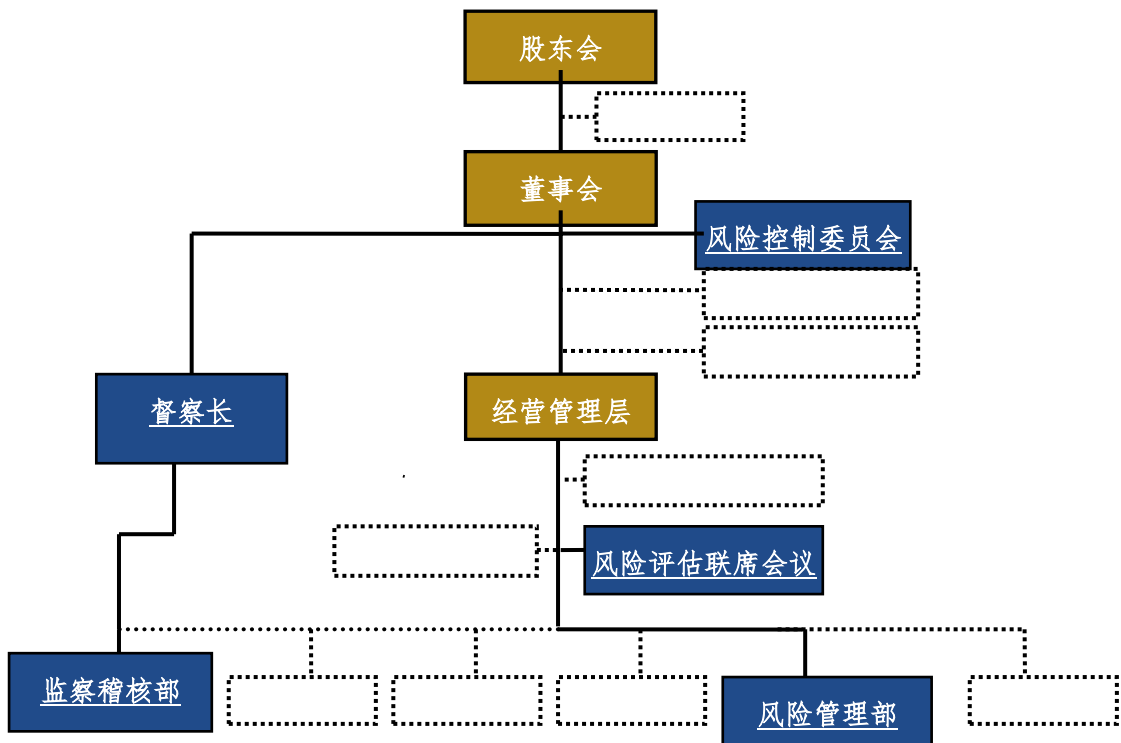 股东会
董事会
风险控制委员会
督察长
经营管理层
风险评估联席会议
监察稽核部
风险管理部